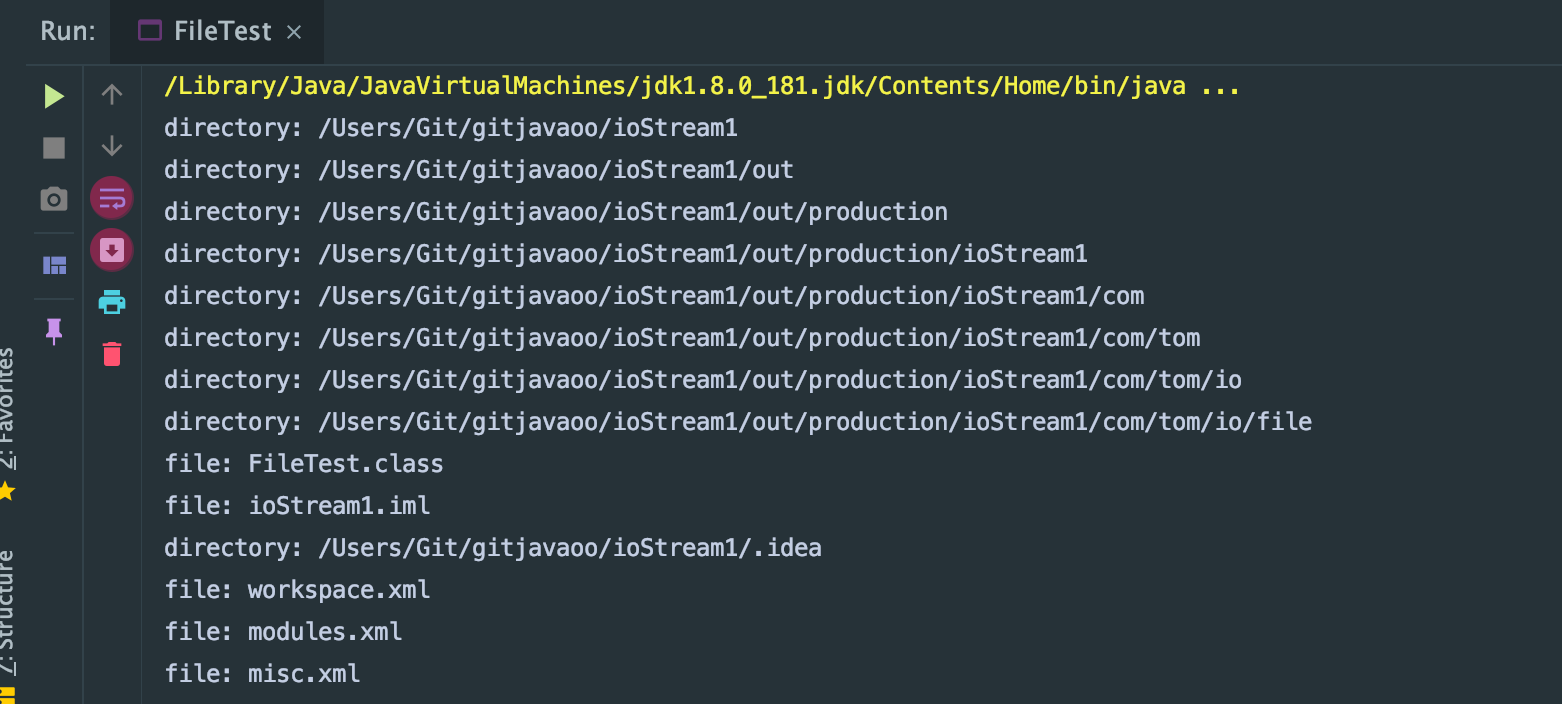 Run: FileTest ×
/Library/Java/JavaVirtualMachines/jdk1.8.0_181.jdk/Contents/Home/bin/java ...
directory: /Users/Git/gitjavaoo/ioStream1
directory: /Users/Git/gitjavaoo/ioStream1/out
directory: /Users/Git/gitjavaoo/ioStream1/out/production
directory: /Users/Git/gitjavaoo/ioStream1/out/production/ioStream1
directory: /Users/Git/gitjavaoo/ioStream1/out/production/ioStream1/com
directory: /Users/Git/gitjavaoo/ioStream1/out/production/ioStream1/com/tom
directory: /Users/Git/gitjavaoo/ioStream1/out/production/ioStream1/com/tom/io
directory: /Users/Git/gitjavaoo/ioStream1/out/production/ioStream1/com/tom/io/file
file: FileTest.class
file: ioStream1.iml
directory: /Users/Git/gitjavaoo/ioStream1/.idea
file: workspace.xml
file: modules.xml
file: misc.xml
2: Favorites
7: Structure